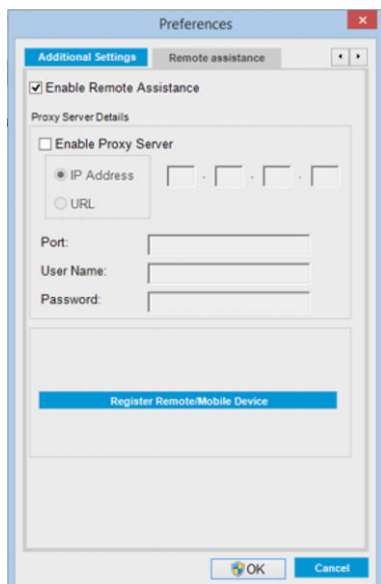 Preferences
Additional Settings Remote assistance
Enable Remote Assistance
Proxy Server Details
Enable Proxy Server
IP Address . . .
URL
Port:
User Name:
Password:
Register Remote/Mobile Device
OK Cancel